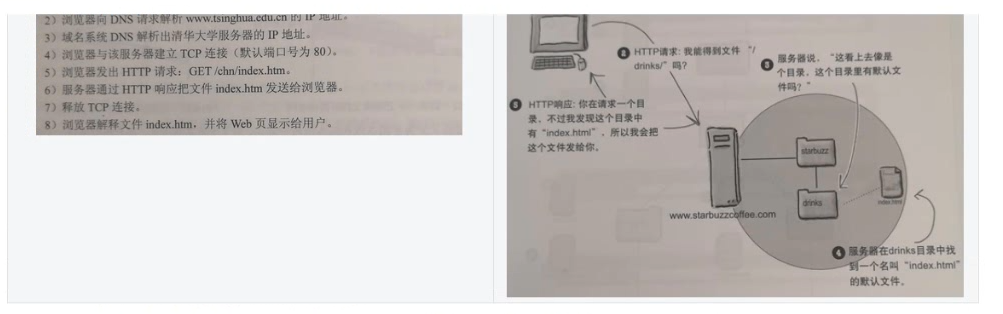 2）浏览器向 DNS 请求解析 www.tsinghua.edu.cn 的 IP 地址。
3）域名系统 DNS 解析出清华大学服务器的 IP 地址。
4）浏览器与该服务器建立 TCP 连接（默认端口号为 80）。
5）浏览器发出 HTTP 请求：GET /chn/index.htm。
6）服务器通过 HTTP 响应把文件 index.htm 发送给浏览器。
7）释放 TCP 连接。
8）浏览器解释文件 index.htm，并将 Web 页显示给用户。
❷ HTTP请求: 我能得到文件 "/
drinks/" 吗?
❸ 服务器说，"这看上去像是
个目录，这个目录里有默认文
件吗？"
❺ HTTP响应: 你在请求一个目
录，不过我发现这个目录中
有 "index.html"，所以我会把
这个文件发给你。
starbuzz
drinks
index.html
www.starbuzzcoffee.com
❹ 服务器在drinks目录中找
到一个名叫 "index.html"
的默认文件。